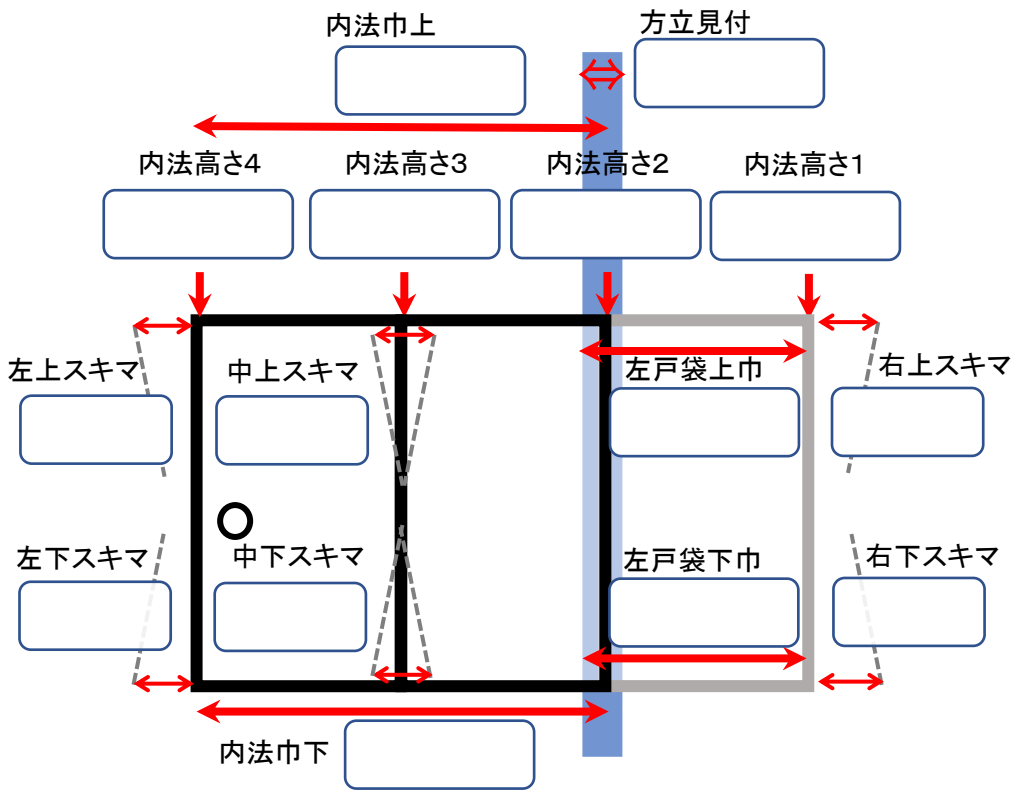 内法巾上
方立見付
内法高さ4
内法高さ3
内法高さ2
内法高さ1
左上スキマ
中上スキマ
左戸袋上巾
右上スキマ
左下スキマ
中下スキマ
左戸袋下巾
右下スキマ
内法巾下